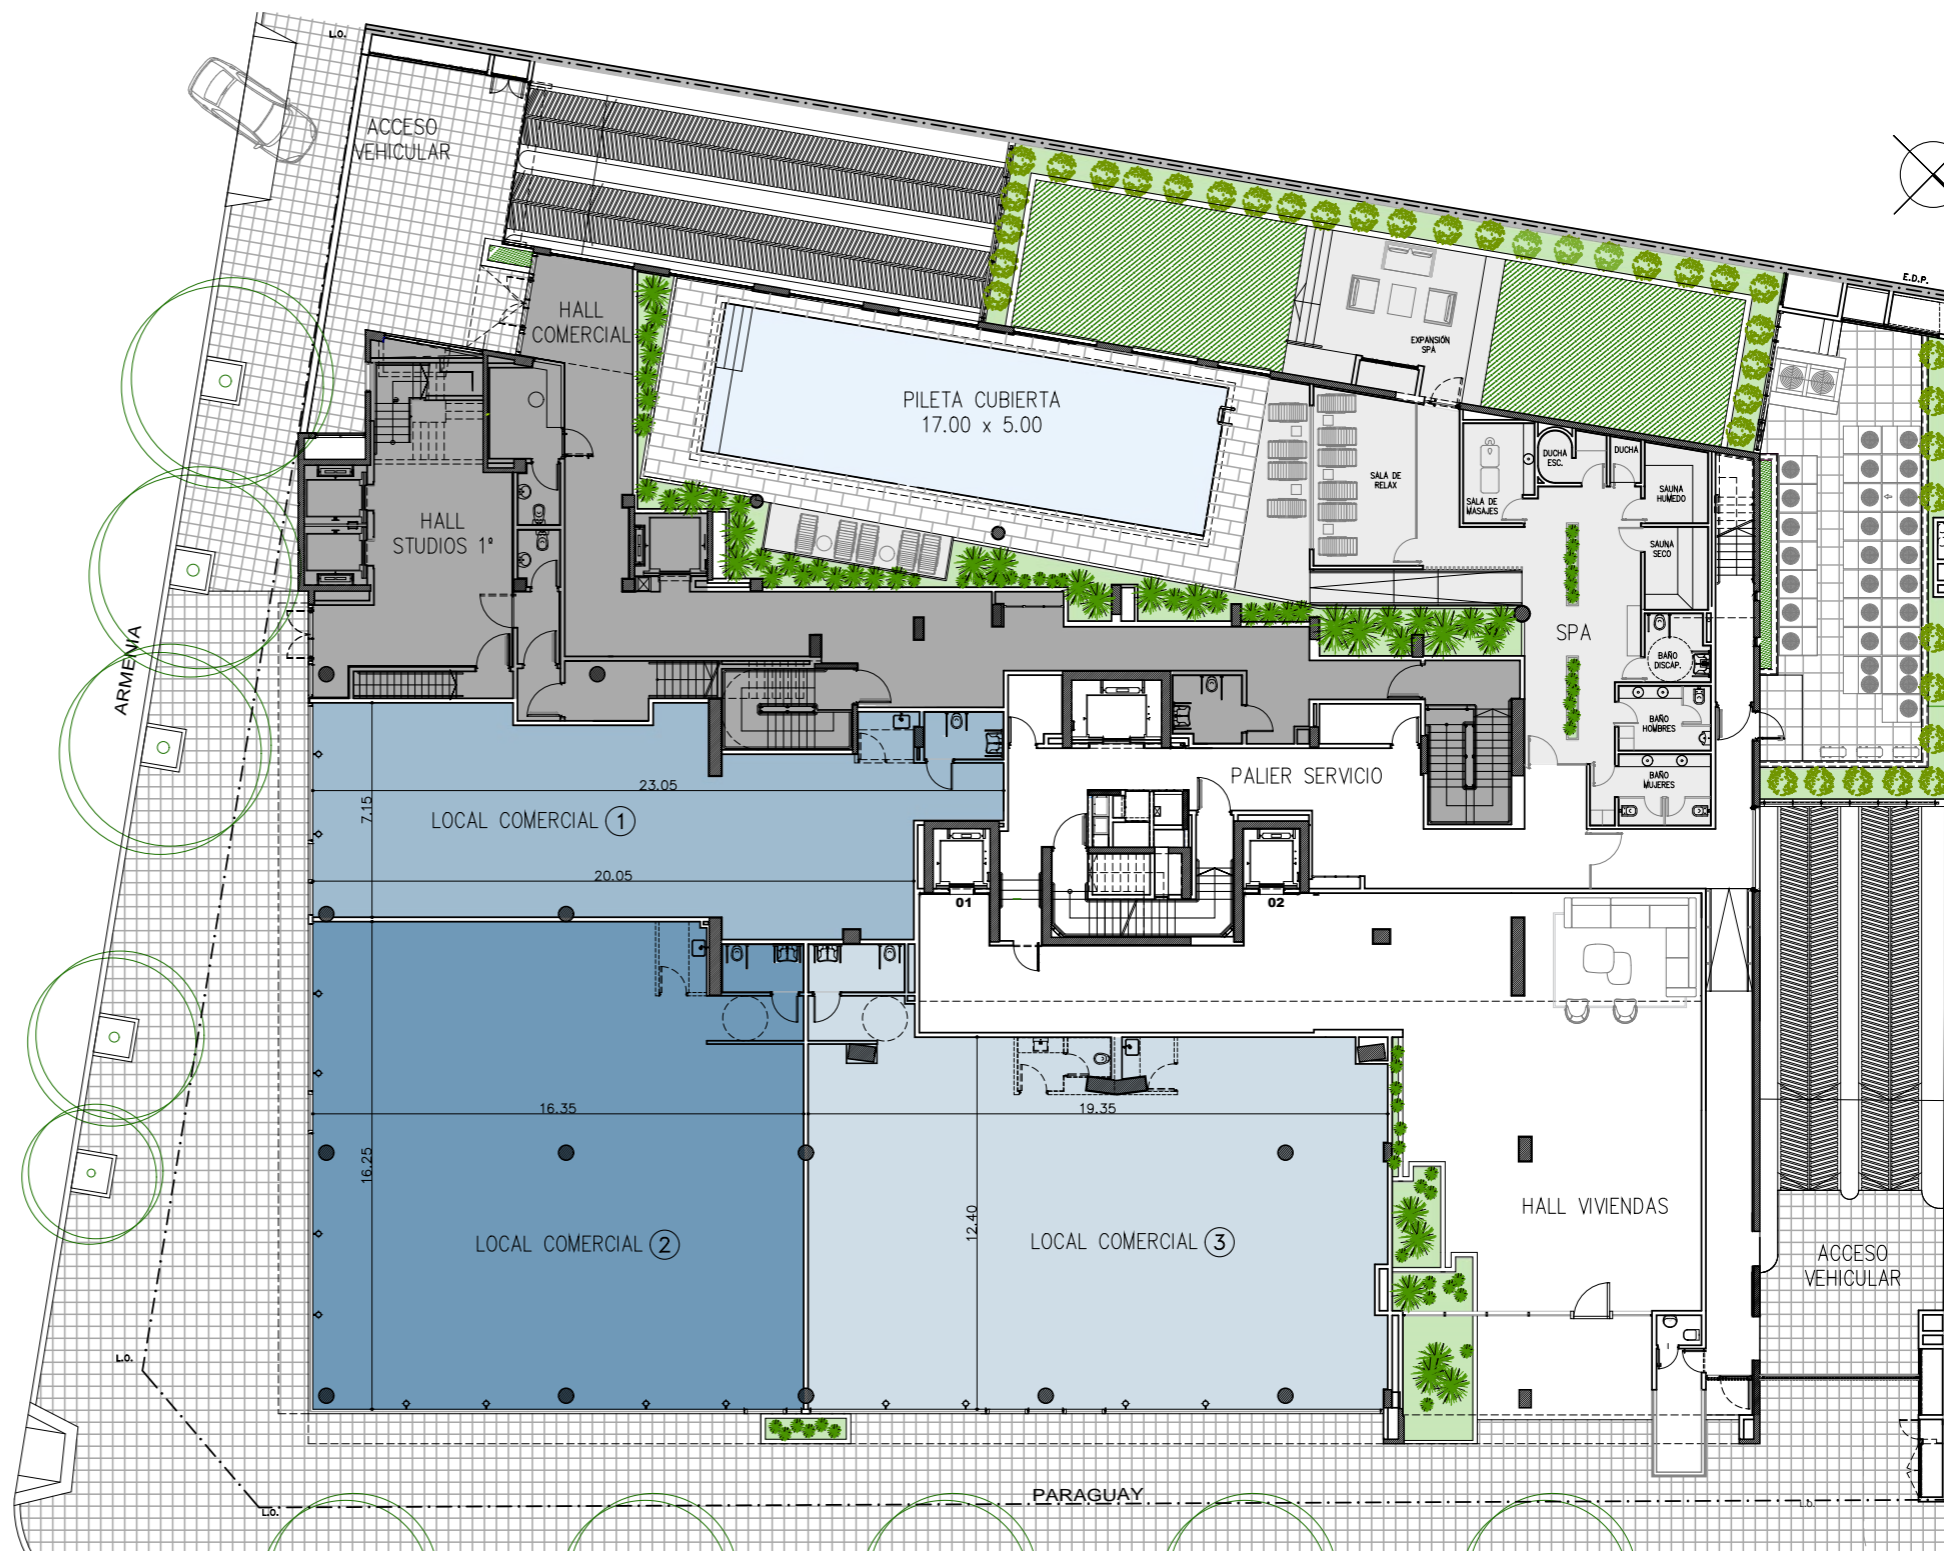 L.O.
ACCESO
VEHICULAR
E.D.P.
HALL
COMERCIAL
EXPANSIÓN
SPA
PILETA CUBIERTA
17.00 x 5.00
SALA DE
RELAX
SALA DE
MASAJES
DUCHA
ESC.
DUCHA
SAUNA
HUMEDO
SAUNA
SECO
HALL
STUDIOS 1º
SPA
BAÑO
DISCAP.
BAÑO
HOMBRES
BAÑO
MUJERES
ARMENIA
PALIER SERVICIO
23.05
7.15
LOCAL COMERCIAL 1
20.05
01
02
16.35
19.35
16.25
12.40
LOCAL COMERCIAL 2
LOCAL COMERCIAL 3
HALL VIVIENDAS
ACCESO
VEHICULAR
L.O.
L.O.
PARAGUAY
L.O.